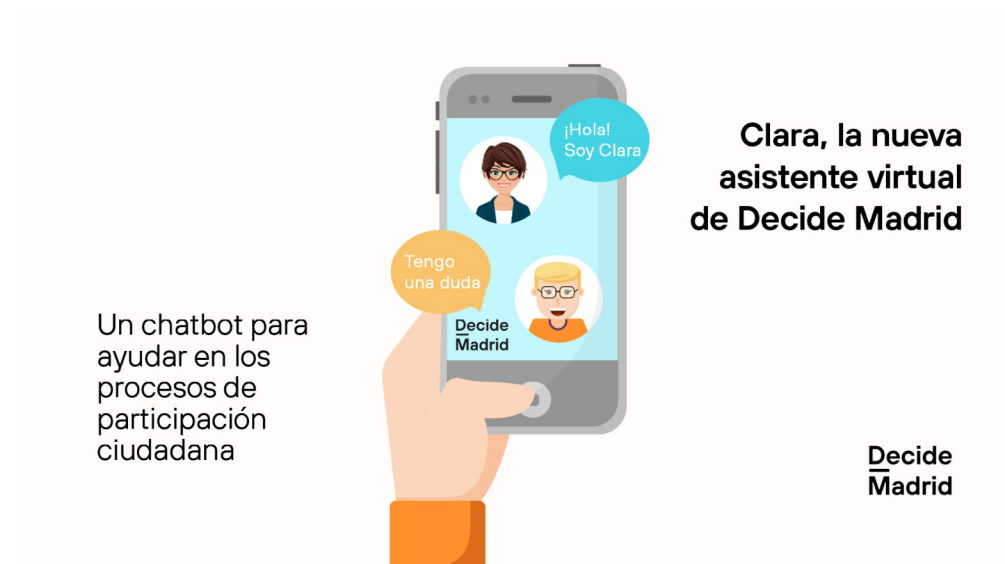 ¡Hola!
Soy Clara
Clara, la nueva
asistente virtual
de Decide Madrid
Tengo
una duda
Decide
Madrid
Un chatbot para
ayudar en los
procesos de
participación
ciudadana
Decide
Madrid